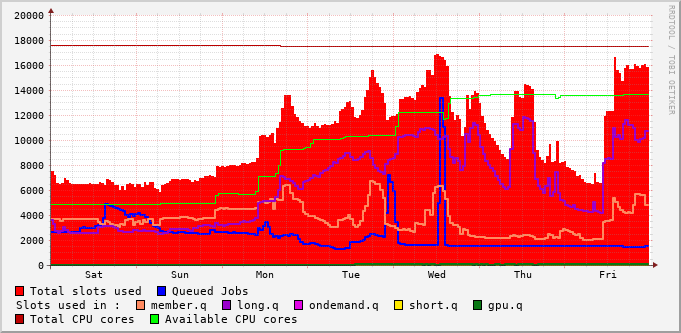 20000
18000
16000
14000
12000
10000
8000
6000
4000
2000
0
Sat Sun Mon Tue Wed Thu Fri
RRDTOOL / TOBI OETIKER
Total slots used Queued Jobs
Slots used in : member.q long.q ondemand.q short.q gpu.q
Total CPU cores Available CPU cores